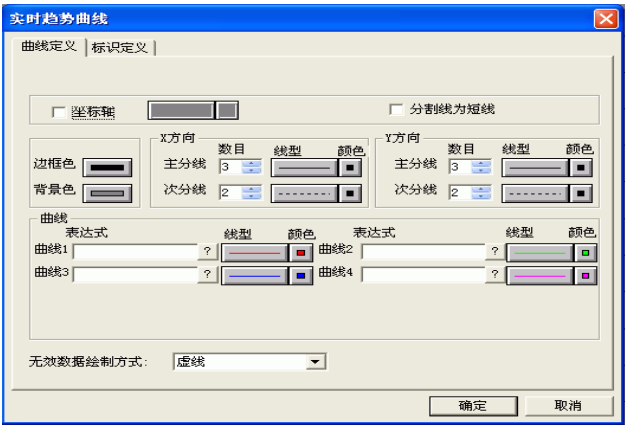 实时趋势曲线
曲线定义 标识定义
坐标轴 分割线为短线
X方向 Y方向
数目 线型 颜色 数目 线型 颜色
边框色 主分线 3 主分线 3
背景色 次分线 2 次分线 2
曲线
表达式 线型 颜色 表达式 线型 颜色
曲线1 ? 曲线2 ?
曲线3 ? 曲线4 ?
无效数据绘制方式: 虚线
确定 取消